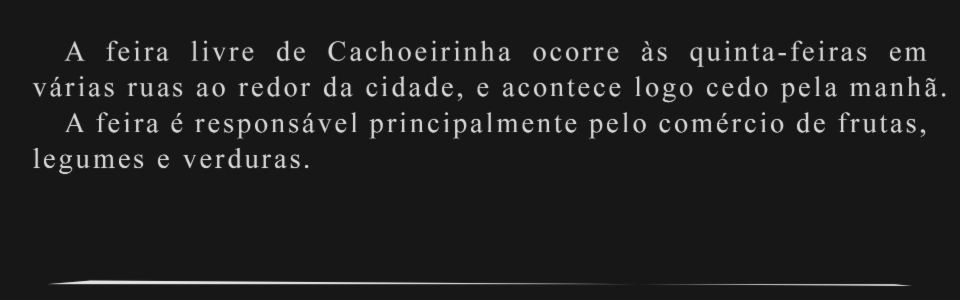 A feira livre de Cachoeirinha ocorre às quinta-feiras em
várias ruas ao redor da cidade, e acontece logo cedo pela manhã.
A feira é responsável principalmente pelo comércio de frutas,
legumes e verduras.